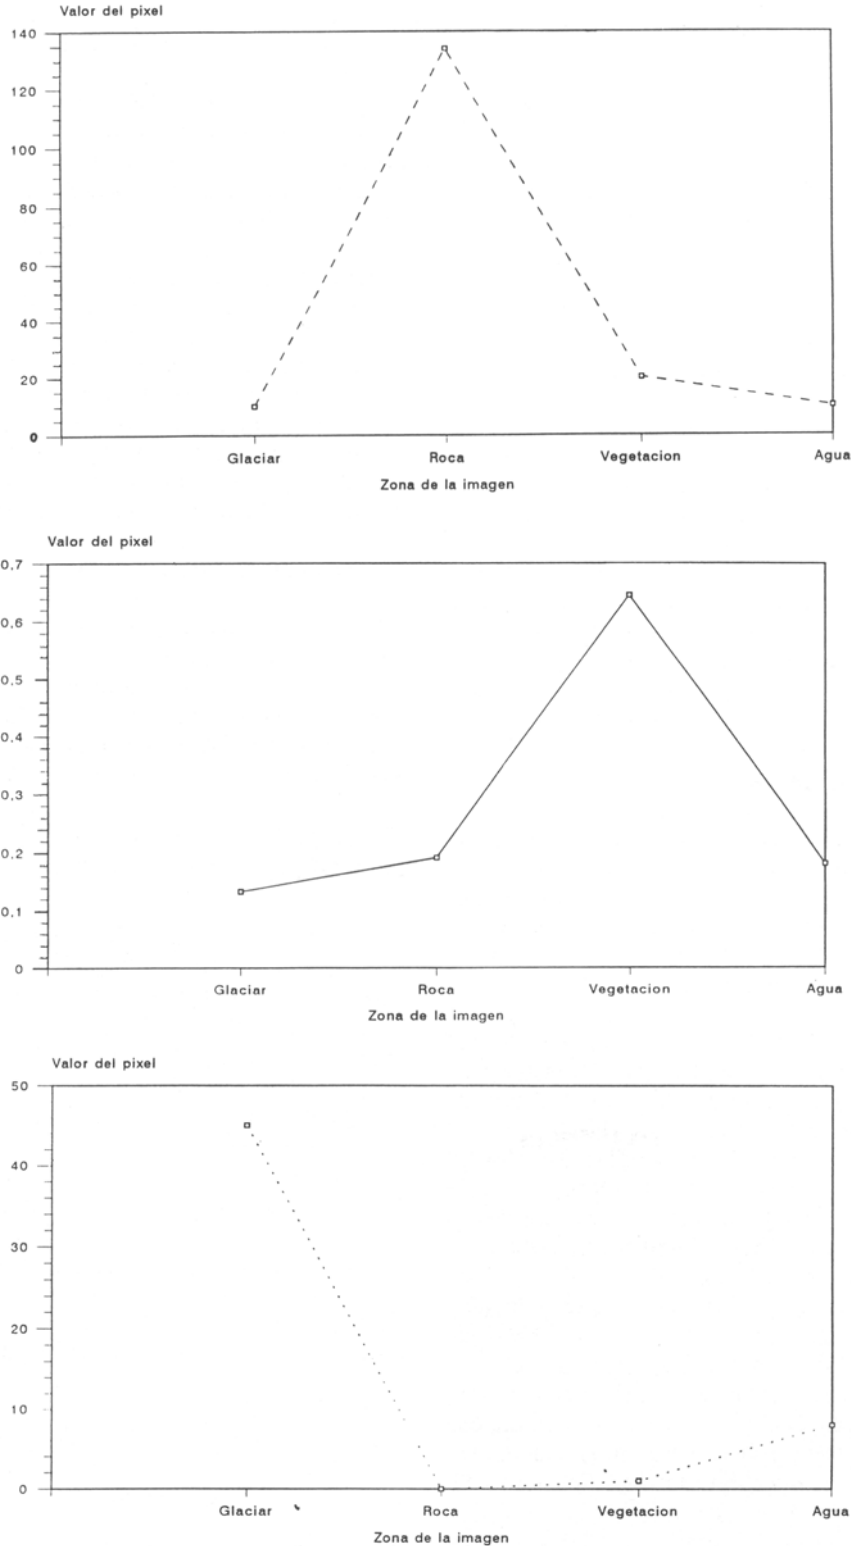 Valor del pixel
140
120
100
80
60
40
20
0
Glaciar Roca Vegetacion Agua
Zona de la imagen
Valor del pixel
0,7
0,6
0,5
0,4
0,3
0,2
0,1
0
Glaciar Roca Vegetacion Agua
Zona de la imagen
Valor del pixel
50
40
30
20
10
0
Glaciar Roca Vegetacion Agua
Zona de la imagen